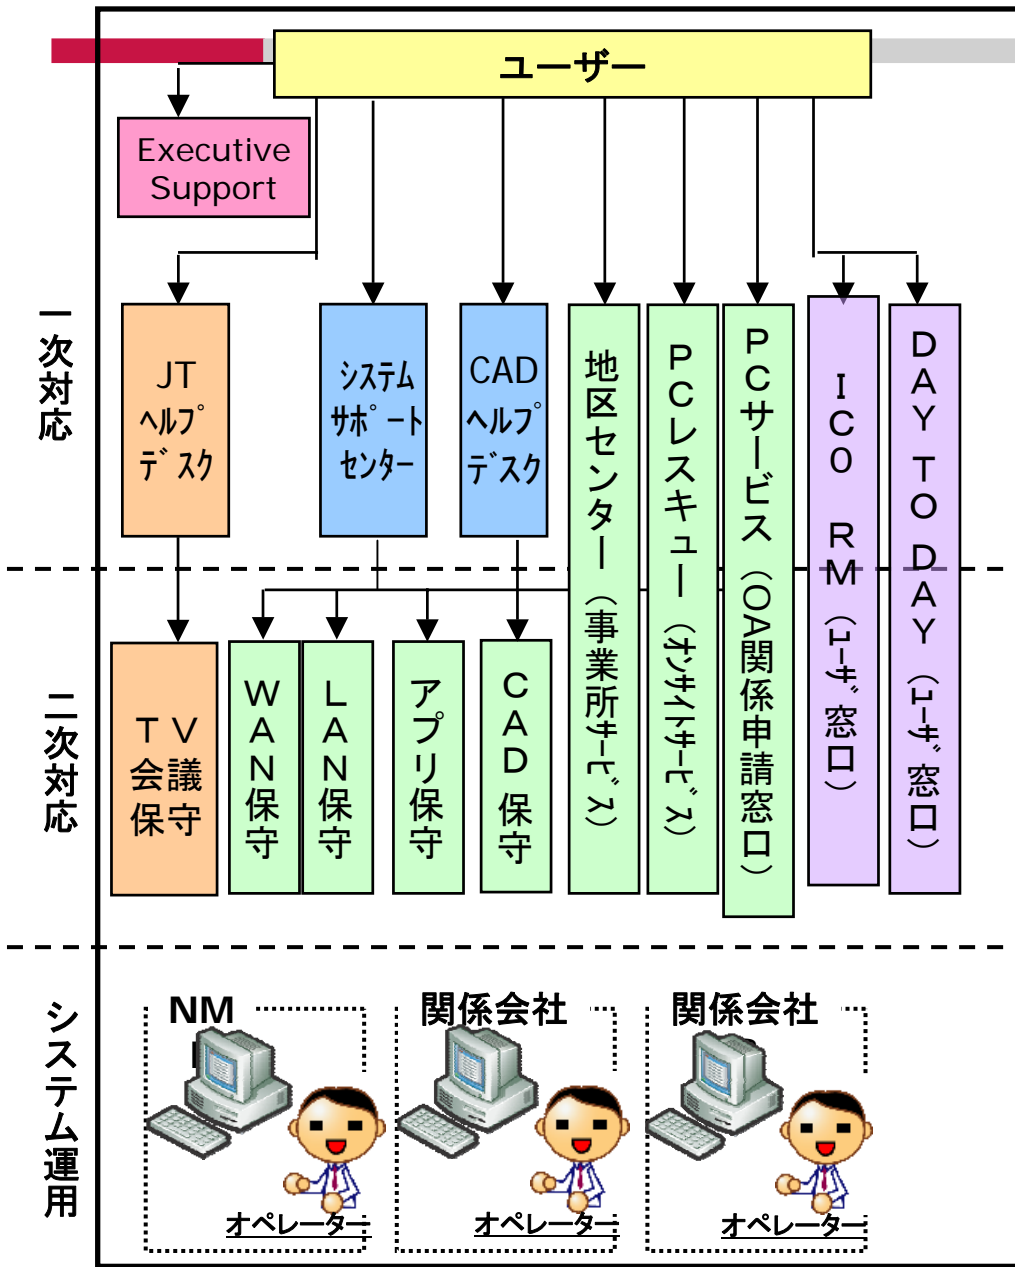 ユーザー
Executive
Support
一次対応
JT
ﾍﾙﾌﾟ
ﾃﾞｽｸ
ｼｽﾃﾑ
ｻﾎﾟｰﾄ
ｾﾝﾀｰ
CAD
ﾍﾙﾌﾟ
ﾃﾞｽｸ
地区センター（事業所ｻｰﾋﾞｽ）
ＰＣレスキュー（ｵﾝｻｲﾄｻｰﾋﾞｽ）
ＰＣサービス（ＯＡ関係申請窓口）
ＩＣ０　ＲＭ（ﾕｰｻﾞ窓口）
ＤＡＹ ＴＯ ＤＡＹ（ﾕｰｻﾞ窓口）
二次対応
ＴＶ
会議
保守
ＷＡＮ保守
ＬＡＮ保守
アプリ保守
ＣＡＤ保守
システム運用
NM
関係会社
関係会社
オペレーター
オペレーター
オペレーター